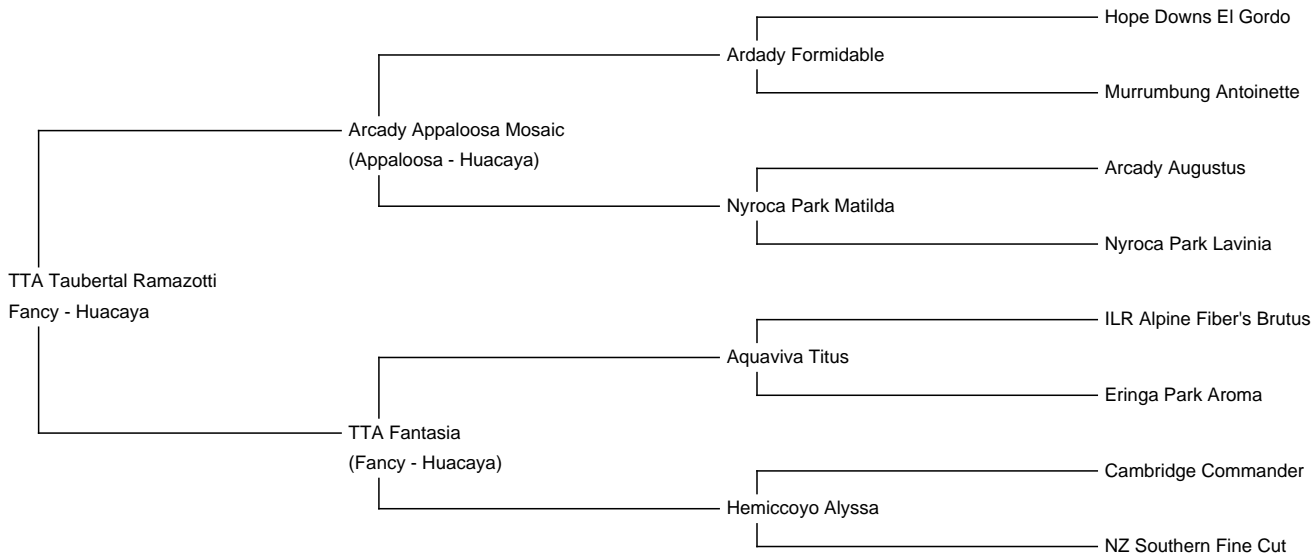 Hope Downs El Gordo
Ardady Formidable
Murrumbung Antoinette
Arcady Appaloosa Mosaic
(Appaloosa - Huacaya)
Arcady Augustus
Nyroca Park Matilda
Nyroca Park Lavinia
TTA Taubertal Ramazotti
Fancy - Huacaya
ILR Alpine Fiber's Brutus
Aquaviva Titus
Eringa Park Aroma
TTA Fantasia
(Fancy - Huacaya)
Cambridge Commander
Hemiccoyo Alyssa
NZ Southern Fine Cut